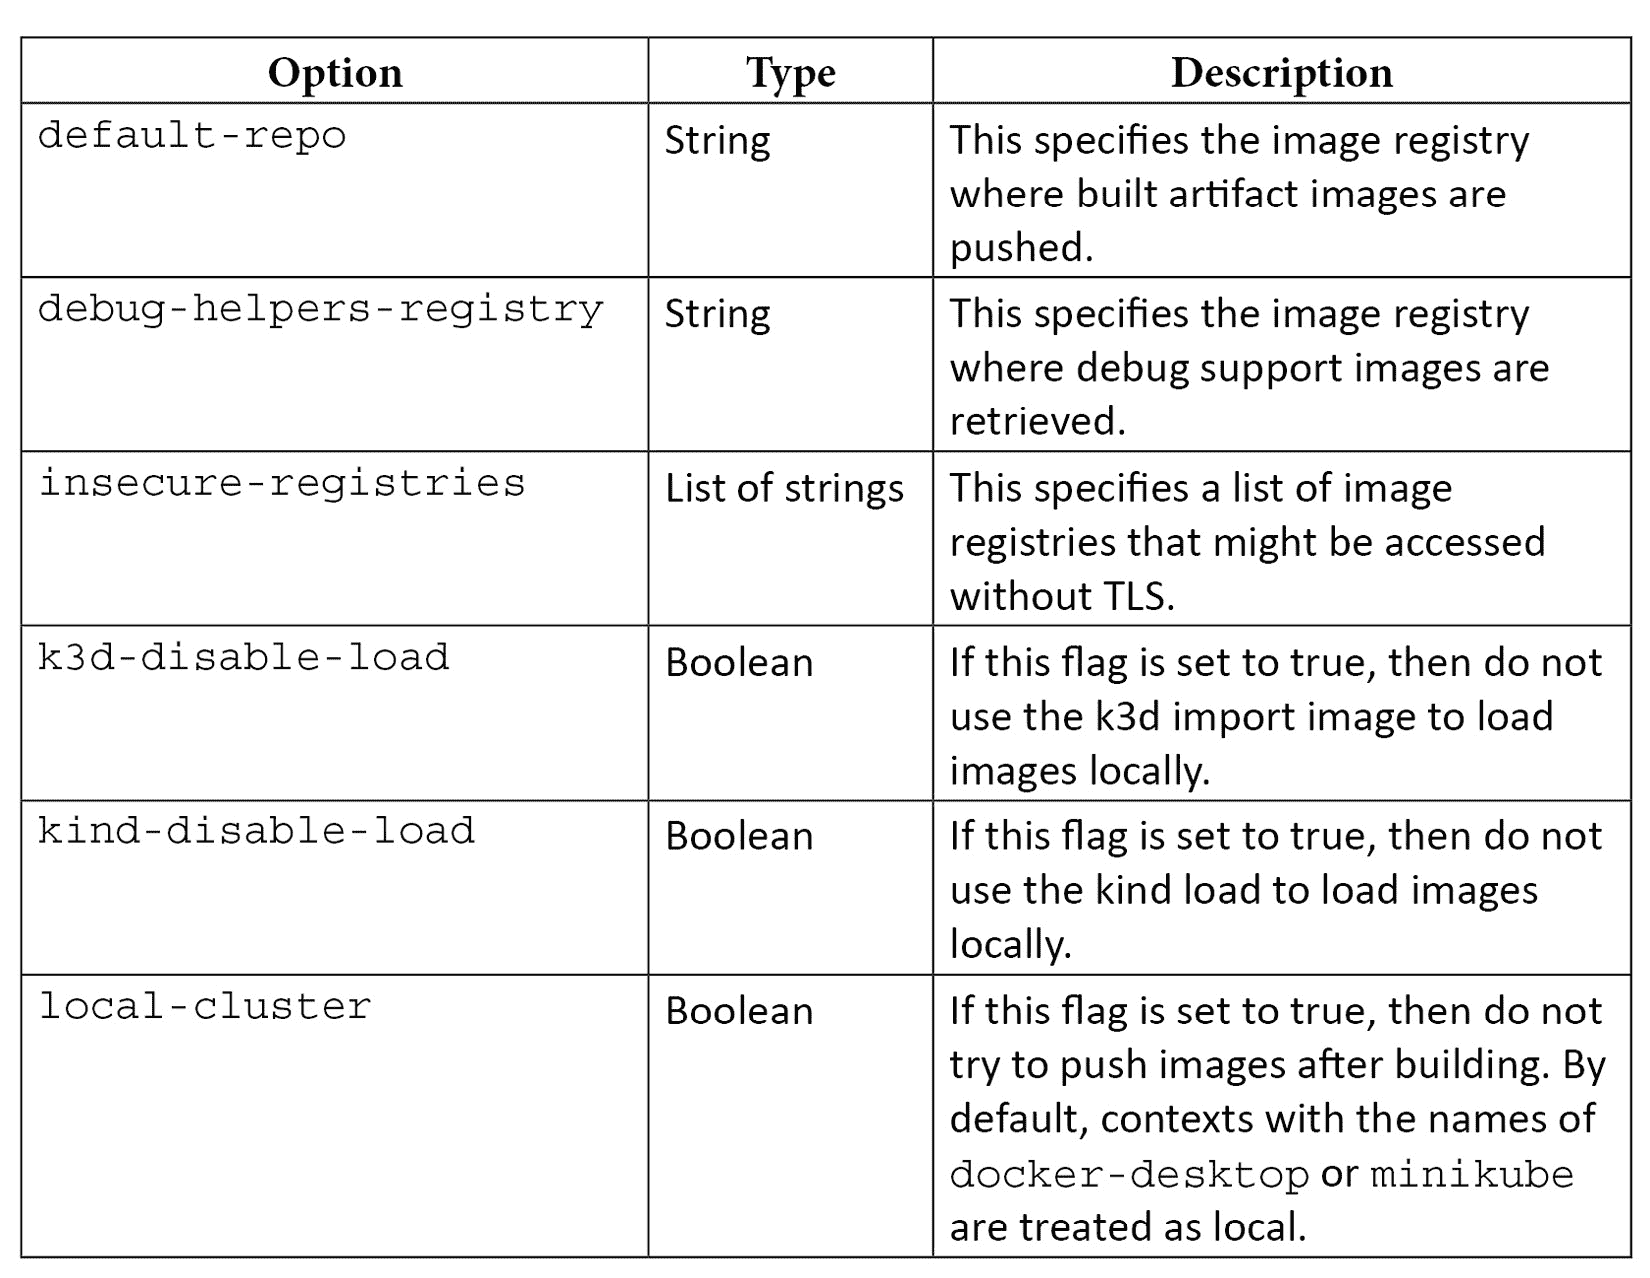 Option Type Description
default-repo String This specifies the image registry
where built artifact images are
pushed.
debug-helpers-registry String This specifies the image registry
where debug support images are
retrieved.
insecure-registries List of strings This specifies a list of image
registries that might be accessed
without TLS.
k3d-disable-load Boolean If this flag is set to true, then do not
use the k3d import image to load
images locally.
kind-disable-load Boolean If this flag is set to true, then do not
use the kind load to load images
locally.
local-cluster Boolean If this flag is set to true, then do not
try to push images after building. By
default, contexts with the names of
docker-desktop or minikube
are treated as local.